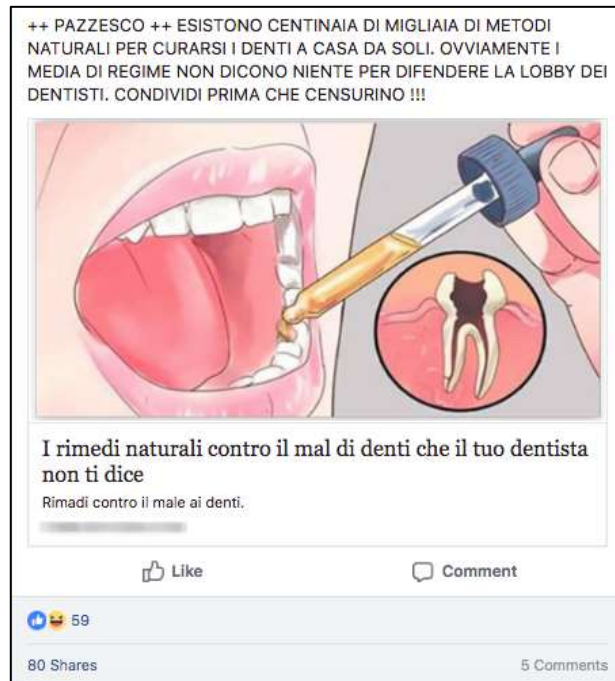 ++ PAZZESCO ++ ESISTONO CENTINAIA DI MIGLIAIA DI METODI
NATURALI PER CURARSI I DENTI A CASA DA SOLI. OVVIAMENTE I
MEDIA DI REGIME NON DICONO NIENTE PER DIFENDERE LA LOBBY DEI
DENTISTI. CONDIVIDI PRIMA CHE CENSURINO !!!
I rimedi naturali contro il mal di denti che il tuo dentista
non ti dice
Rimadi contro il male ai denti.
Like Comment
59
80 Shares 5 Comments